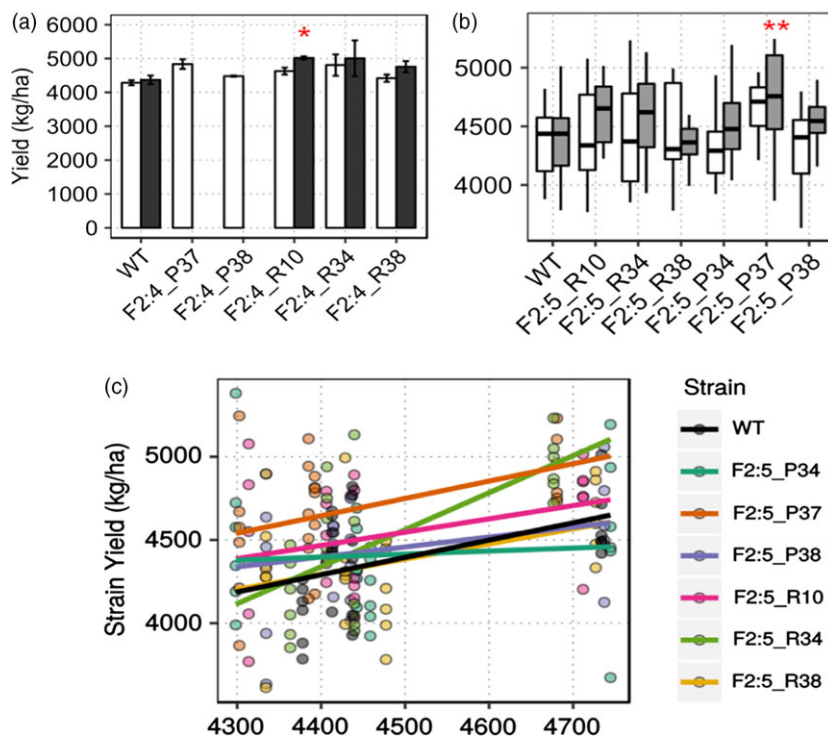 (a)
Yield (kg/ha)
6000
5000
4000
3000
2000
1000
0
*
WT
F2:4_P37
F2:4_P38
F2:4_R10
F2:4_R34
F2:4_R38
(b)
5000
4500
4000
**
WT
F2:5_R10
F2:5_R34
F2:5_R38
F2:5_P34
F2:5_P37
F2:5_P38
(c)
Strain Yield (kg/ha)
5000
4500
4000
4300
4400
4500
4600
4700
Strain
WT
F2:5_P34
F2:5_P37
F2:5_P38
F2:5_R10
F2:5_R34
F2:5_R38